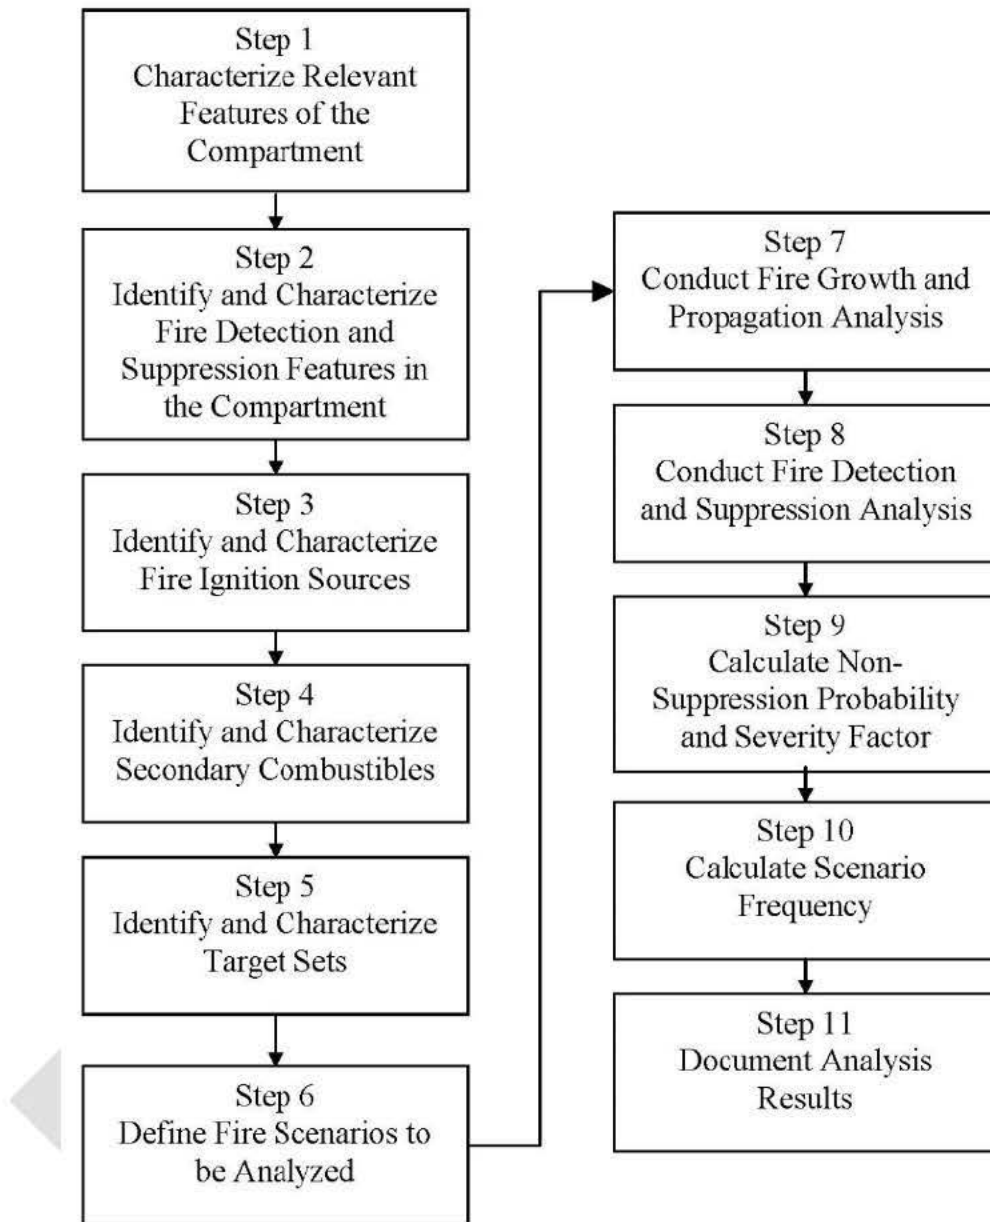 Step 1
Characterize Relevant
Features of the
Compartment
Step 2
Identify and Characterize
Fire Detection and
Suppression Features in
the Compartment
Step 3
Identify and Characterize
Fire Ignition Sources
Step 4
Identify and Characterize
Secondary Combustibles
Step 5
Identify and Characterize
Target Sets
Step 6
Define Fire Scenarios to
be Analyzed
Step 7
Conduct Fire Growth and
Propagation Analysis
Step 8
Conduct Fire Detection
and Suppression Analysis
Step 9
Calculate Non-
Suppression Probability
and Severity Factor
Step 10
Calculate Scenario
Frequency
Step 11
Document Analysis
Results